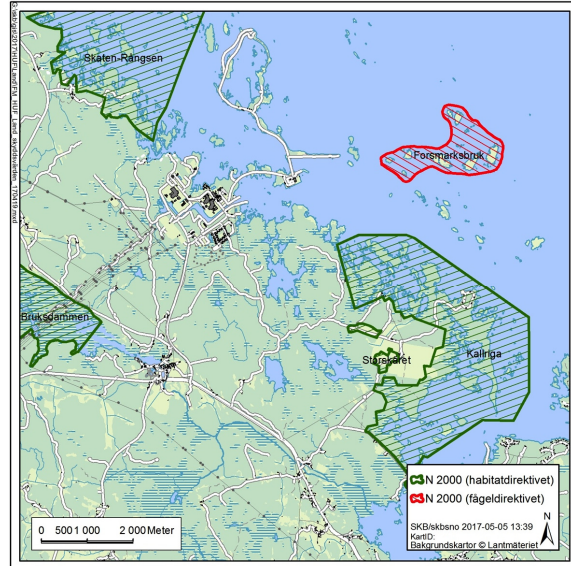 Skaten-Rångsen
Forsmarksbruk
Bruksdammen
Storskäret
Kallriga
N 2000 (habitatdirektivet)
N 2000 (fågeldirektivet)
SKB/skbsno 2017-05-05 13:39
KartID:
Bakgrundskartor © Lantmäteriet
N
0 500 1 000 2 000 Meter